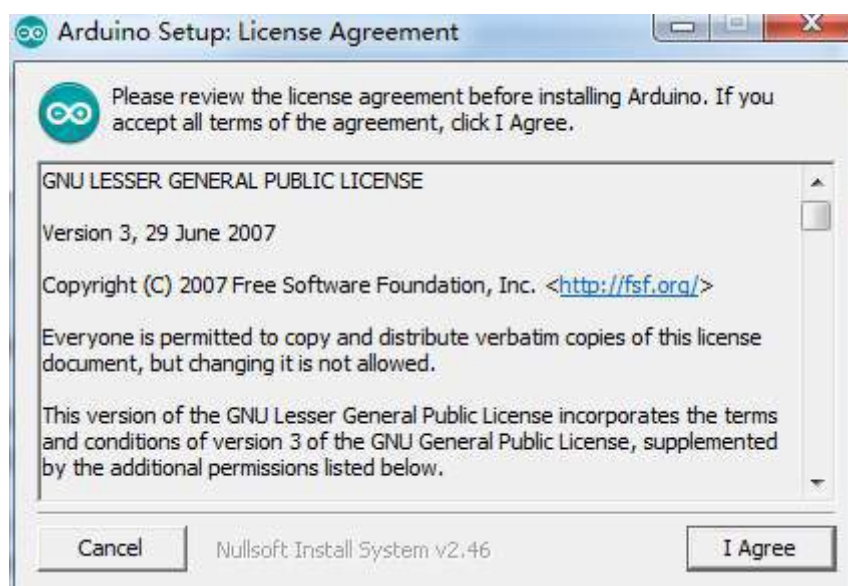 Arduino Setup: License Agreement
Please review the license agreement before installing Arduino. If you
accept all terms of the agreement, click I Agree.
GNU LESSER GENERAL PUBLIC LICENSE
Version 3, 29 June 2007
Copyright (C) 2007 Free Software Foundation, Inc. <http://fsf.org/>
Everyone is permitted to copy and distribute verbatim copies of this license
document, but changing it is not allowed.
This version of the GNU Lesser General Public License incorporates the terms
and conditions of version 3 of the GNU General Public License, supplemented
by the additional permissions listed below.
Cancel
Nullsoft Install System v2.46
I Agree